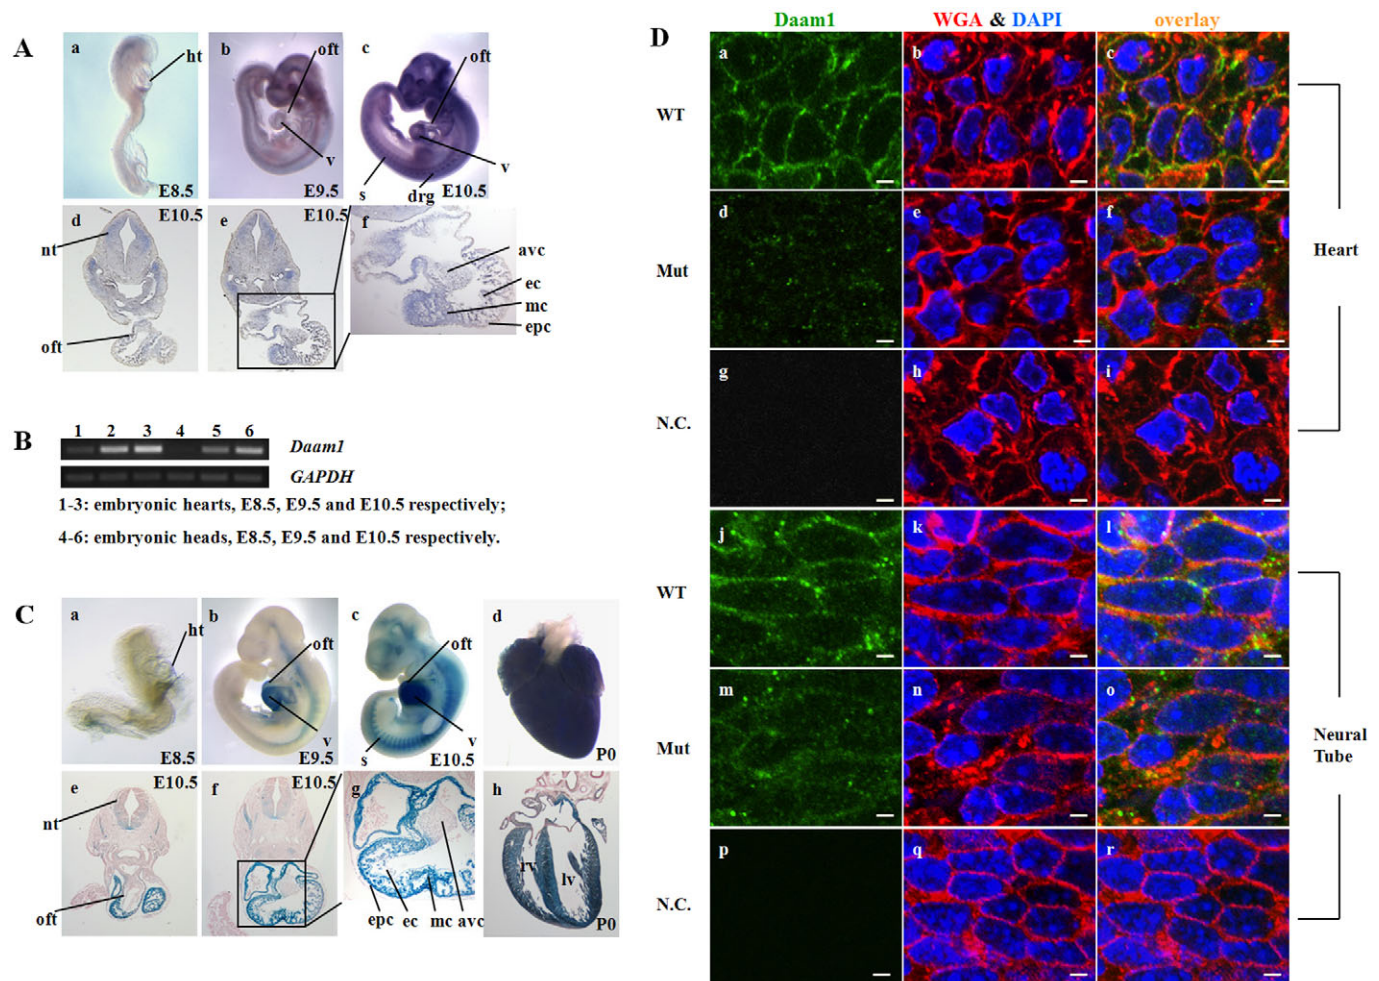 A
a
ht
E8.5
b
oft
v
E9.5
c
oft
v
s
drg
E10.5
d
E10.5
nt
oft
e
E10.5
f
avc
ec
mc
epc
B
1 2 3 4 5 6
Daam1
GAPDH
1-3: embryonic hearts, E8.5, E9.5 and E10.5 respectively;
4-6: embryonic heads, E8.5, E9.5 and E10.5 respectively.
C
a
ht
E8.5
b
oft
v
E9.5
c
oft
v
s
E10.5
d
P0
e
E10.5
nt
oft
f
E10.5
g
epc
ec
mc
avc
h
rv
lv
P0
D
Daam1
WGA & DAPI
overlay
WT
a
b
c
Mut
d
e
f
N.C.
g
h
i
Heart
WT
j
k
l
Mut
m
n
o
N.C.
p
q
r
Neural
Tube